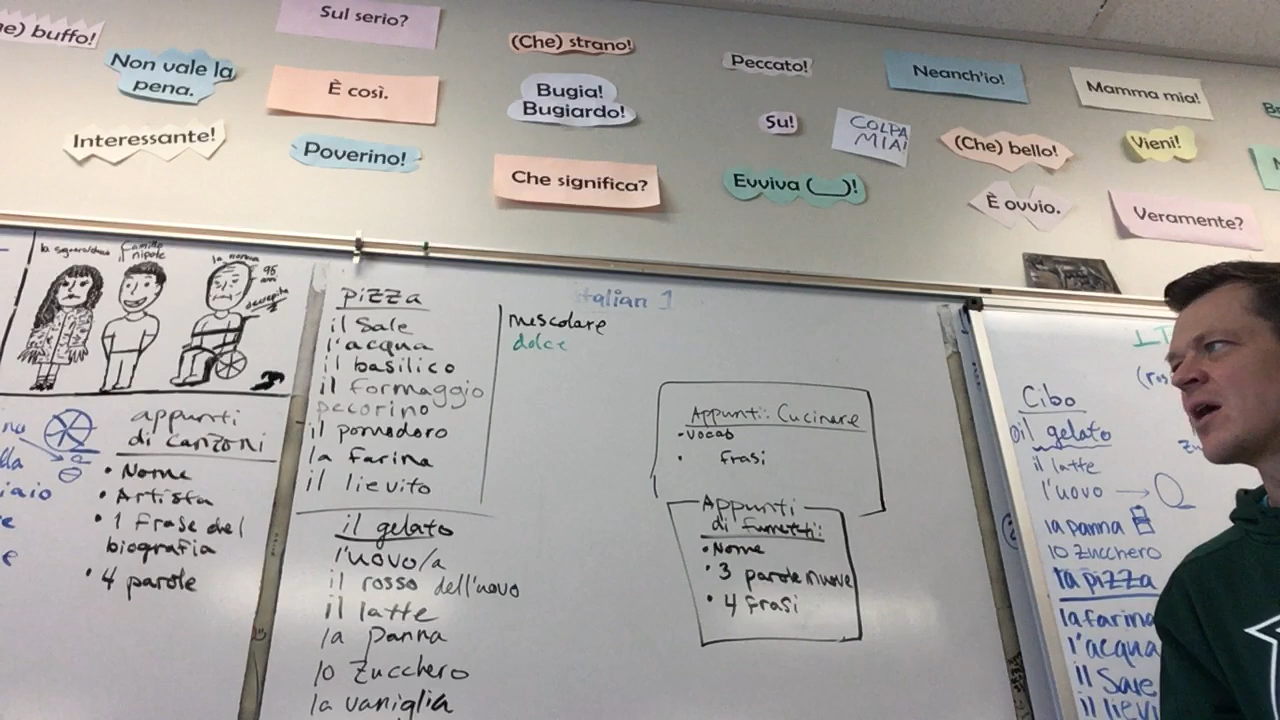 buffo!
Sul serio?
(Che) strano!
Peccato!
Neanch'io!
Mamma mia!
Non vale la
pena.
È così.
Bugia!
Bugiardo!
Su!
COLPA
MIA!
(Che) bello!
Vieni!
Interessante!
Poverino!
Che significa?
Evviva (__)!
È ovvio.
Veramente?
nipote
la nonna
95
anni
decrepita
appunti
di canzoni
• Nome
• Artista
• 1 Frase del
biografia
• 4 parole
pizza
il sale
l'acqua
il basilico
il formaggio
pecorino
il pomodoro
la farina
il lievito
il gelato
l'uovo/a
il rosso dell'uovo
il latte
la panna
lo zucchero
la vaniglia
Italian 1
mescolare
dolce
Appunti: Cucinare
• vocab
• frasi
Appunti
di fumetti:
• Nome
• 3 parole nuove
• 4 frasi
Cibo
il gelato
il latte
l'uovo
la panna
lo zucchero
la pizza
la farina
l'acqua
il sale
il lievi